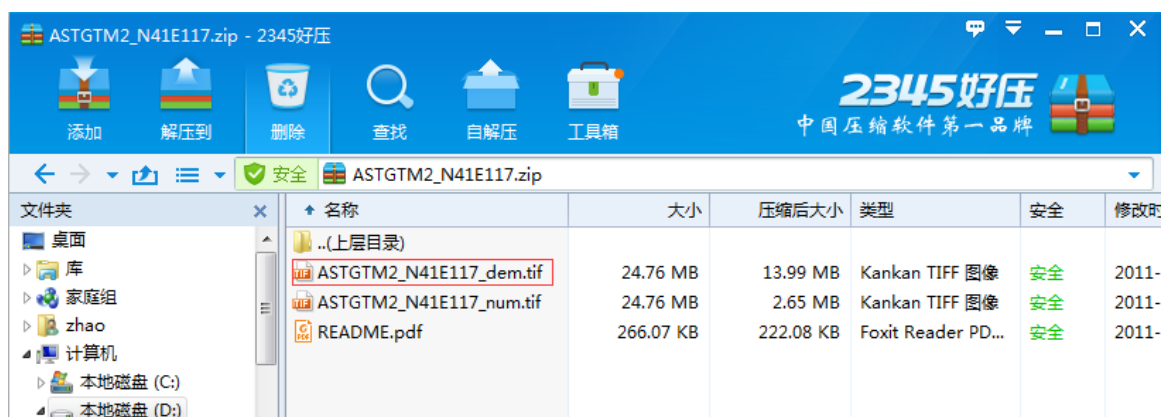 ASTGTM2_N41E117.zip - 2345好压
添加 解压到 删除 查找 自解压 工具箱
2345好压
中国压缩软件第一品牌
安全 ASTGTM2_N41E117.zip
文件夹 名称 大小 压缩后大小 类型 安全 修改时
桌面 ..(上层目录)
库 ASTGTM2_N41E117_dem.tif 24.76 MB 13.99 MB Kankan TIFF 图像 安全 2011-
家庭组 ASTGTM2_N41E117_num.tif 24.76 MB 2.65 MB Kankan TIFF 图像 安全 2011-
zhao README.pdf 266.07 KB 222.08 KB Foxit Reader PD... 安全 2011-
计算机
本地磁盘 (C:)
本地磁盘 (D:)